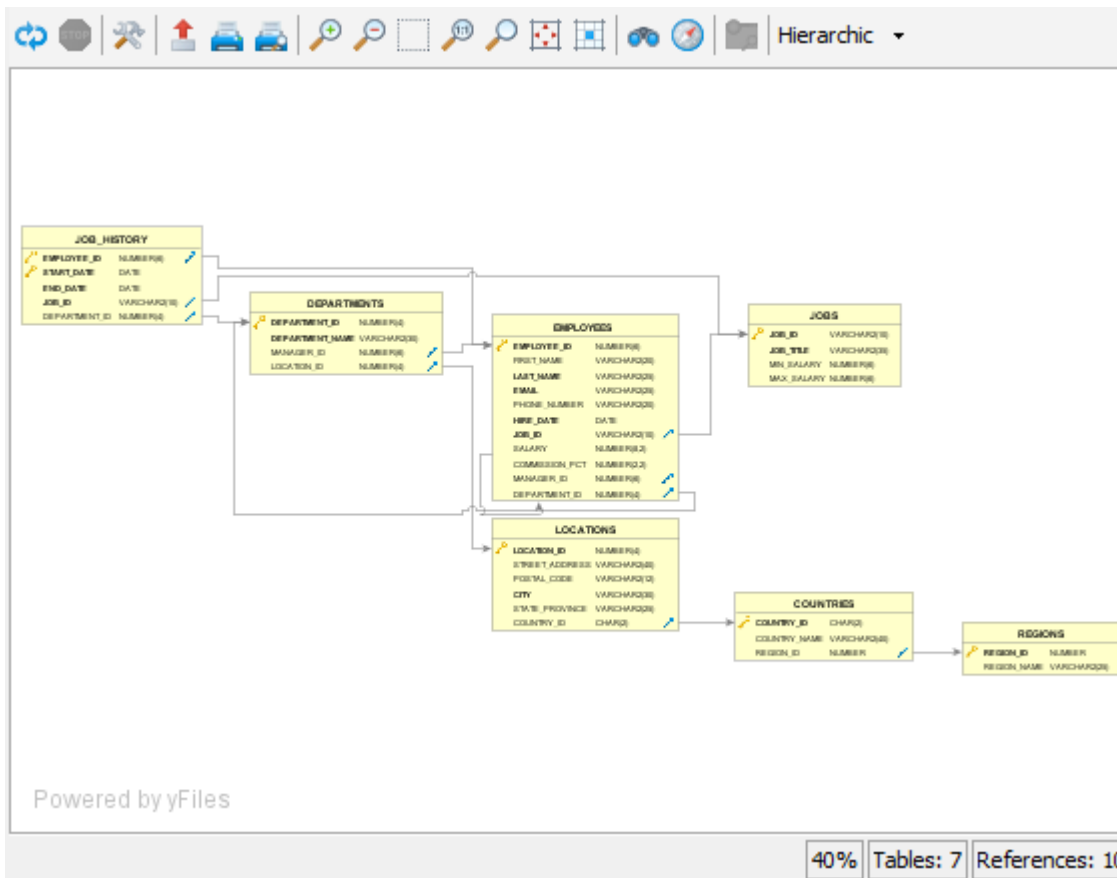 STOP
1:1
Hierarchic
JOB_HISTORY
EMPLOYEE_ID NUMBER(6)
START_DATE DATE
END_DATE DATE
JOB_ID VARCHAR2(10)
DEPARTMENT_ID NUMBER(4)
DEPARTMENTS
DEPARTMENT_ID NUMBER(4)
DEPARTMENT_NAME VARCHAR2(30)
MANAGER_ID NUMBER(6)
LOCATION_ID NUMBER(4)
EMPLOYEES
EMPLOYEE_ID NUMBER(6)
FIRST_NAME VARCHAR2(20)
LAST_NAME VARCHAR2(25)
EMAIL VARCHAR2(25)
PHONE_NUMBER VARCHAR2(20)
HIRE_DATE DATE
JOB_ID VARCHAR2(10)
SALARY NUMBER(8,2)
COMMISSION_PCT NUMBER(2,2)
MANAGER_ID NUMBER(6)
DEPARTMENT_ID NUMBER(4)
JOBS
JOB_ID VARCHAR2(10)
JOB_TITLE VARCHAR2(35)
MIN_SALARY NUMBER(6)
MAX_SALARY NUMBER(6)
LOCATIONS
LOCATION_ID NUMBER(4)
STREET_ADDRESS VARCHAR2(40)
POSTAL_CODE VARCHAR2(12)
CITY VARCHAR2(30)
STATE_PROVINCE VARCHAR2(25)
COUNTRY_ID CHAR(2)
COUNTRIES
COUNTRY_ID CHAR(2)
COUNTRY_NAME VARCHAR2(40)
REGION_ID NUMBER
REGIONS
REGION_ID NUMBER
REGION_NAME VARCHAR2(25)
Powered by yFiles
40% Tables: 7 References: 10